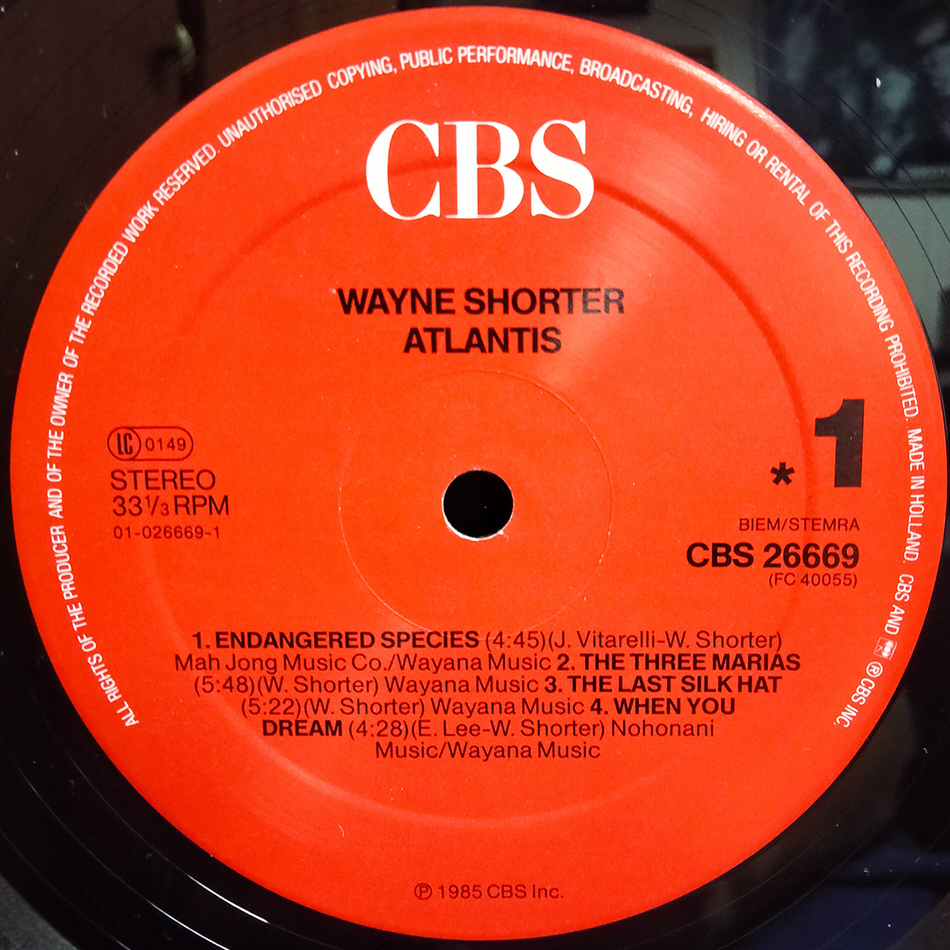 ALL RIGHTS OF THE PRODUCER AND OF THE OWNER OF THE RECORDED WORK RESERVED. UNAUTHORISED COPYING, PUBLIC PERFORMANCE, BROADCASTING, HIRING OR RENTAL OF THIS RECORDING PROHIBITED. MADE IN HOLLAND. CBS AND ® CBS INC.
CBS
WAYNE SHORTER
ATLANTIS
LC 0149
STEREO
33⅓ RPM
01-026669-1
* 1
BIEM/STEMRA
CBS 26669
(FC 40055)
1. ENDANGERED SPECIES (4:45)(J. Vitarelli-W. Shorter)
Mah Jong Music Co./Wayana Music 2. THE THREE MARIAS
(5:48)(W. Shorter) Wayana Music 3. THE LAST SILK HAT
(5:22)(W. Shorter) Wayana Music 4. WHEN YOU
DREAM (4:28)(E. Lee-W. Shorter) Nohonani
Music/Wayana Music
℗ 1985 CBS Inc.